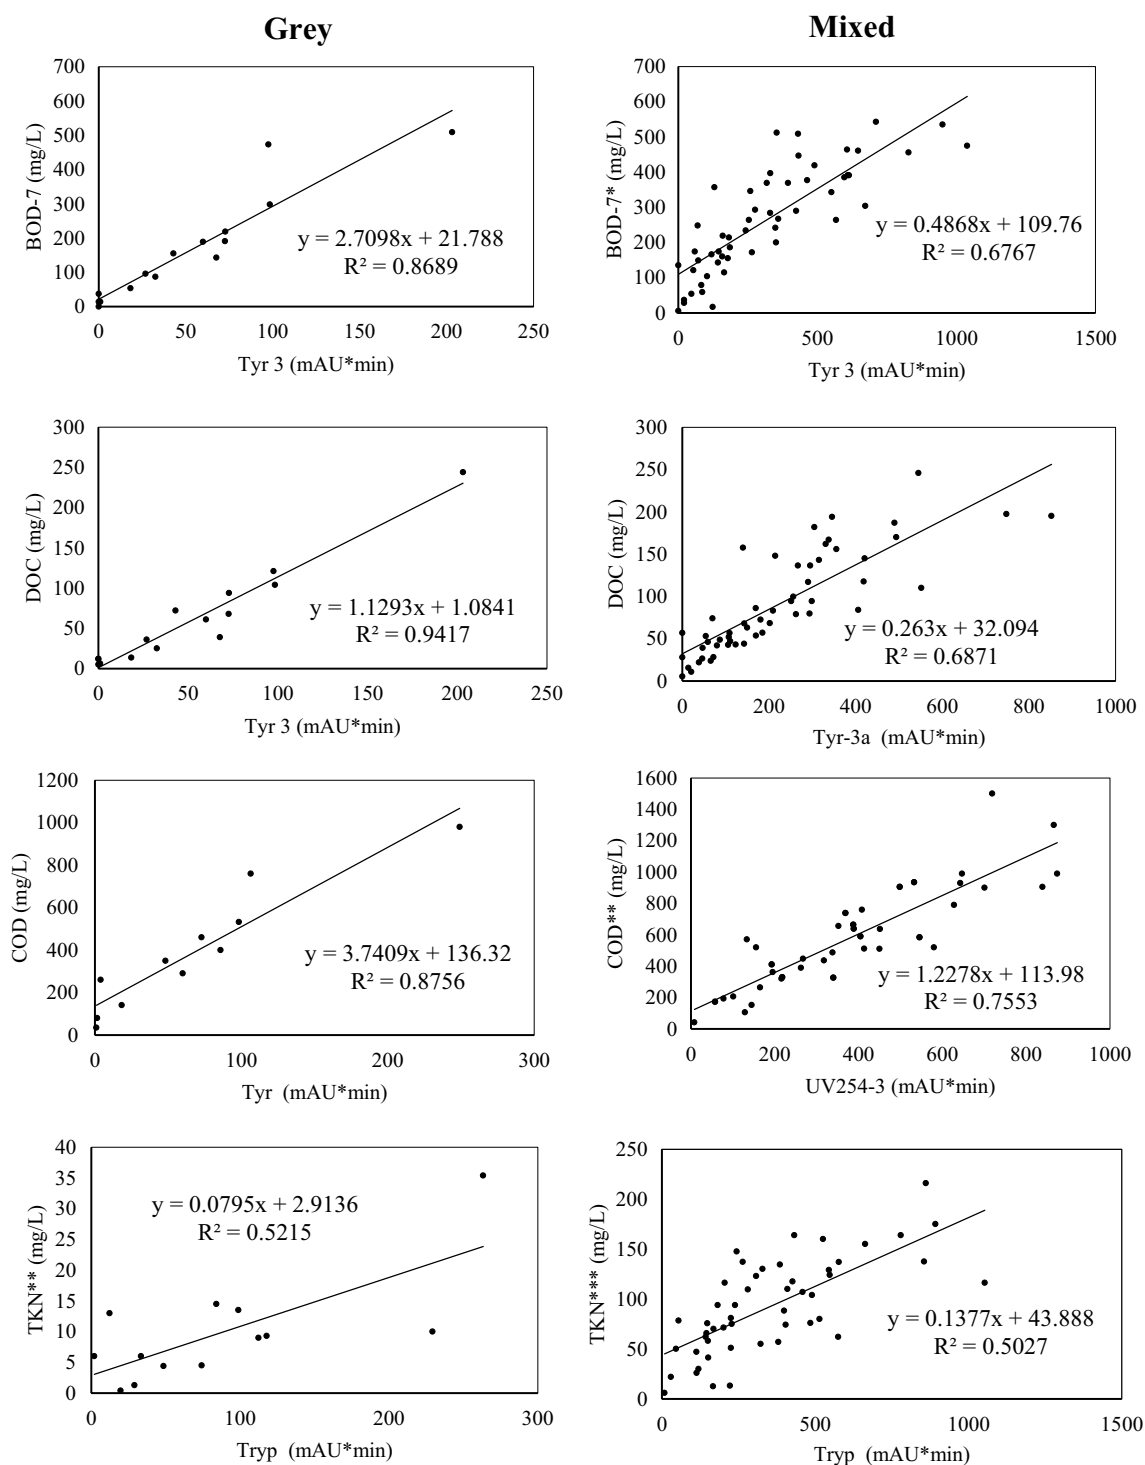 Grey
Mixed
700
600
500
400
300
200
100
0
BOD-7 (mg/L)
y = 2.7098x + 21.788
R² = 0.8689
0 50 100 150 200 250
Tyr 3 (mAU*min)
700
600
500
400
300
200
100
0
BOD-7* (mg/L)
y = 0.4868x + 109.76
R² = 0.6767
0 500 1000 1500
Tyr 3 (mAU*min)
300
250
200
150
100
50
0
DOC (mg/L)
y = 1.1293x + 1.0841
R² = 0.9417
0 50 100 150 200 250
Tyr 3 (mAU*min)
300
250
200
150
100
50
0
DOC (mg/L)
y = 0.263x + 32.094
R² = 0.6871
0 200 400 600 800 1000
Tyr-3a (mAU*min)
1200
1000
800
600
400
200
0
COD (mg/L)
y = 3.7409x + 136.32
R² = 0.8756
0 100 200 300
Tyr (mAU*min)
1600
1400
1200
1000
800
600
400
200
0
COD** (mg/L)
y = 1.2278x + 113.98
R² = 0.7553
0 200 400 600 800 1000
UV254-3 (mAU*min)
40
35
30
25
20
15
10
5
0
TKN** (mg/L)
y = 0.0795x + 2.9136
R² = 0.5215
0 100 200 300
Tryp (mAU*min)
250
200
150
100
50
0
TKN*** (mg/L)
y = 0.1377x + 43.888
R² = 0.5027
0 500 1000 1500
Tryp (mAU*min)